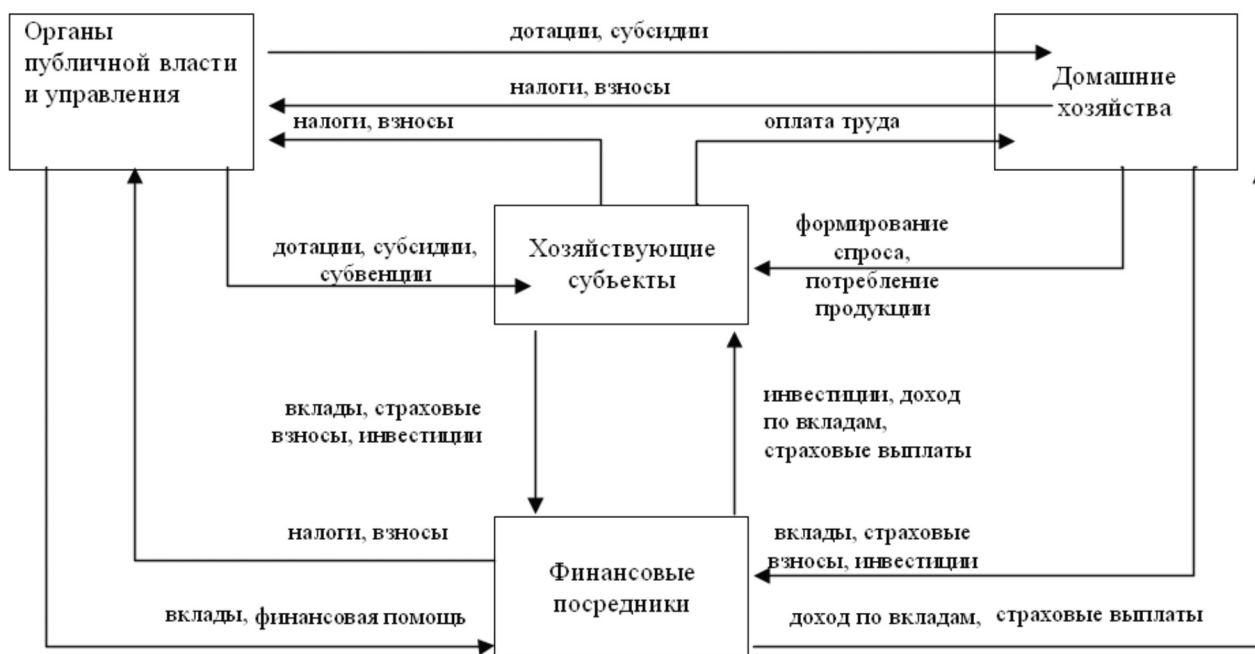 Органы
публичной власти
и управления
дотации, субсидии
налоги, взносы
Домашние
хозяйства
налоги, взносы
оплата труда
дотации, субсидии,
субвенции
Хозяйствующие
субъекты
формирование
спроса,
потребление
продукции
вклады, страховые
взносы, инвестиции
инвестиции, доход
по вкладам,
страховые выплаты
налоги, взносы
Финансовые
посредники
вклады, страховые
взносы, инвестиции
вклады, финансовая помощь
доход по вкладам, страховые выплаты